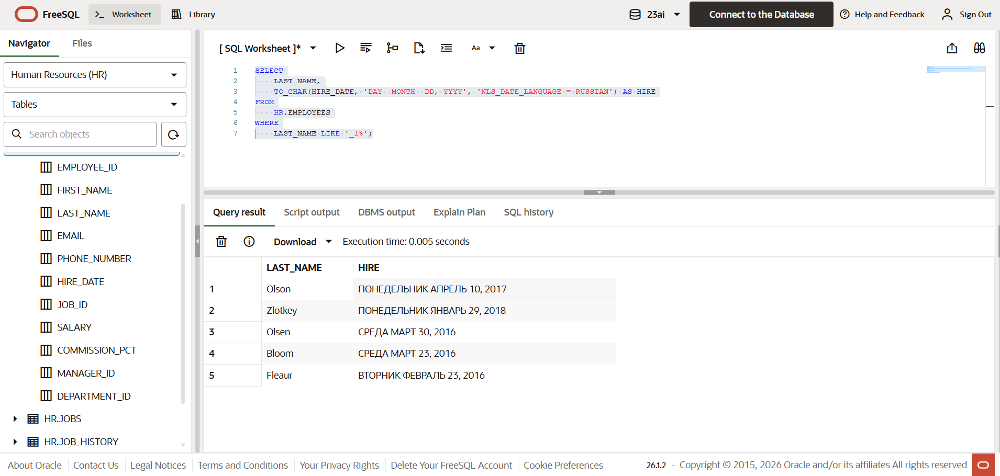 FreeSQL
Worksheet
Library
23ai
Connect to the Database
Help and Feedback
Sign Out
Navigator
Files
Human Resources (HR)
Tables
Search objects
EMPLOYEE_ID
FIRST_NAME
LAST_NAME
EMAIL
PHONE_NUMBER
HIRE_DATE
JOB_ID
SALARY
COMMISSION_PCT
MANAGER_ID
DEPARTMENT_ID
HR.JOBS
HR.JOB_HISTORY
[ SQL Worksheet ]*
Aa
1 SELECT
2 LAST_NAME,
3 TO_CHAR(HIRE_DATE, 'DAY  MONTH  DD, YYYY', 'NLS_DATE_LANGUAGE = RUSSIAN') AS HIRE
4 FROM
5 HR.EMPLOYEES
6 WHERE
7 LAST_NAME LIKE '_l%';
Query result
Script output
DBMS output
Explain Plan
SQL history
Download
Execution time: 0.005 seconds
LAST_NAME HIRE
1 Olson ПОНЕДЕЛЬНИК АПРЕЛЬ 10, 2017
2 Zlotkey ПОНЕДЕЛЬНИК ЯНВАРЬ 29, 2018
3 Olsen СРЕДА МАРТ 30, 2016
4 Bloom СРЕДА МАРТ 23, 2016
5 Fleaur ВТОРНИК ФЕВРАЛЬ 23, 2016
About Oracle
Contact Us
Legal Notices
Terms and Conditions
Your Privacy Rights
Delete Your FreeSQL Account
Cookie Preferences
26.1.2 - Copyright © 2015, 2026 Oracle and/or its affiliates All rights reserved